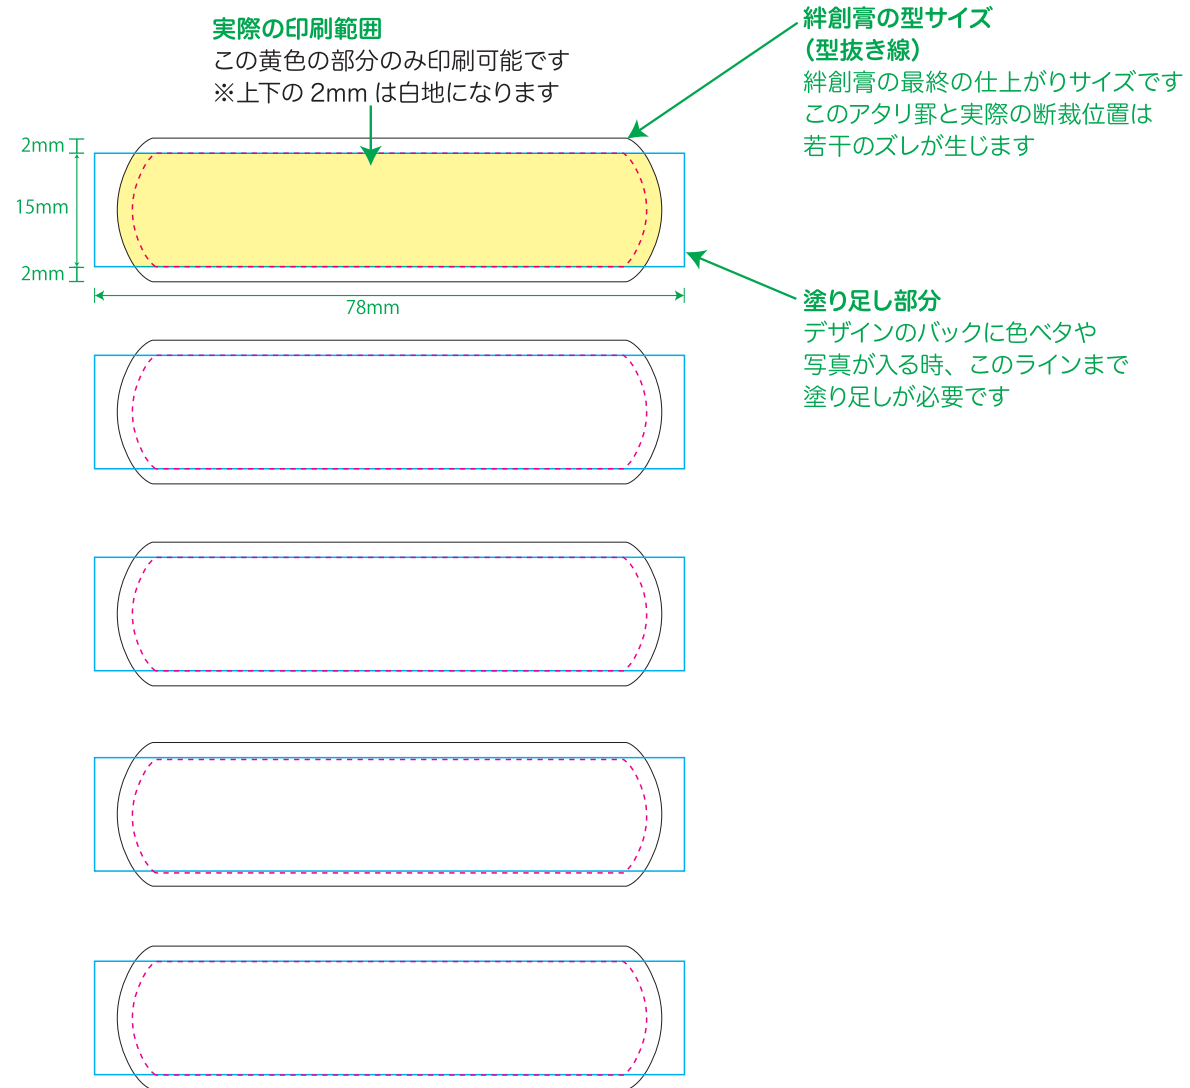 実際の印刷範囲
この黄色の部分のみ印刷可能です
※上下の 2mm は白地になります
絆創膏の型サイズ
（型抜き線）
絆創膏の最終の仕上がりサイズです
このアタリ罫と実際の断裁位置は
若干のズレが生じます
2mm
15mm
2mm
78mm
塗り足し部分
デザインのバックに色ベタや
写真が入る時、このラインまで
塗り足しが必要です